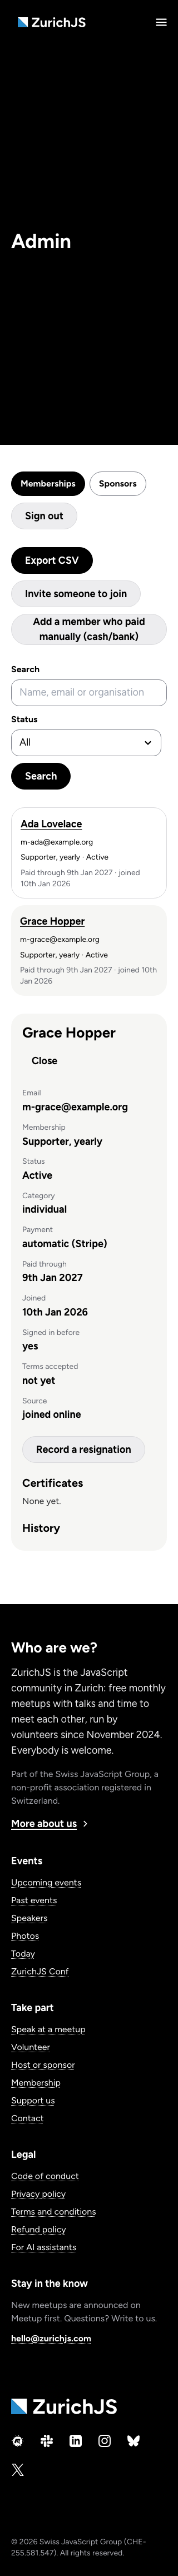 ZurichJS
Admin
Memberships
Sponsors
Sign out
Export CSV
Invite someone to join
Add a member who paid
manually (cash/bank)
Search
Name, email or organisation
Status
All
Search
Ada Lovelace
m-ada@example.org
Supporter, yearly · Active
Paid through 9th Jan 2027 · joined
10th Jan 2026
Grace Hopper
m-grace@example.org
Supporter, yearly · Active
Paid through 9th Jan 2027 · joined 10th
Jan 2026
Grace Hopper
Close
Email
m-grace@example.org
Membership
Supporter, yearly
Status
Active
Category
individual
Payment
automatic (Stripe)
Paid through
9th Jan 2027
Joined
10th Jan 2026
Signed in before
yes
Terms accepted
not yet
Source
joined online
Record a resignation
Certificates
None yet.
History
Who are we?
ZurichJS is the JavaScript
community in Zurich: free monthly
meetups with talks and time to
meet each other, run by
volunteers since November 2024.
Everybody is welcome.
Part of the Swiss JavaScript Group, a
non-profit association registered in
Switzerland.
More about us
Events
Upcoming events
Past events
Speakers
Photos
Today
ZurichJS Conf
Take part
Speak at a meetup
Volunteer
Host or sponsor
Membership
Support us
Contact
Legal
Code of conduct
Privacy policy
Terms and conditions
Refund policy
For AI assistants
Stay in the know
New meetups are announced on
Meetup first. Questions? Write to us.
hello@zurichjs.com
ZurichJS
© 2026 Swiss JavaScript Group (CHE-
255.581.547). All rights reserved.